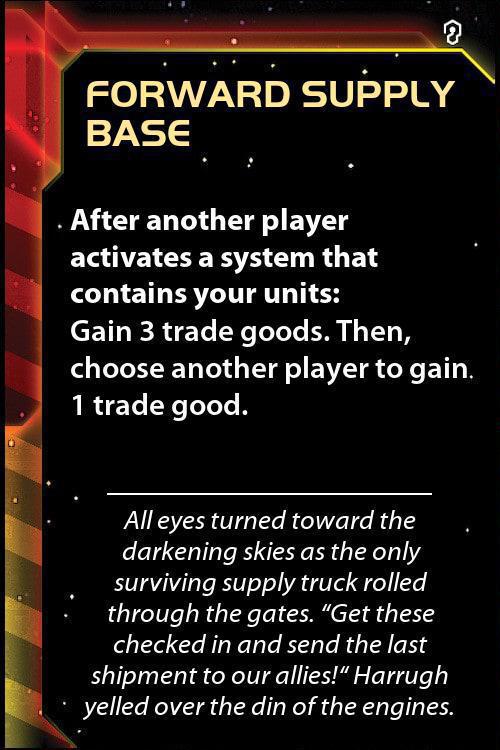 FORWARD SUPPLY
BASE
After another player
activates a system that
contains your units:
Gain 3 trade goods. Then,
choose another player to gain
1 trade good.
All eyes turned toward the
darkening skies as the only
surviving supply truck rolled
through the gates. “Get these
checked in and send the last
shipment to our allies!“ Harrugh
yelled over the din of the engines.